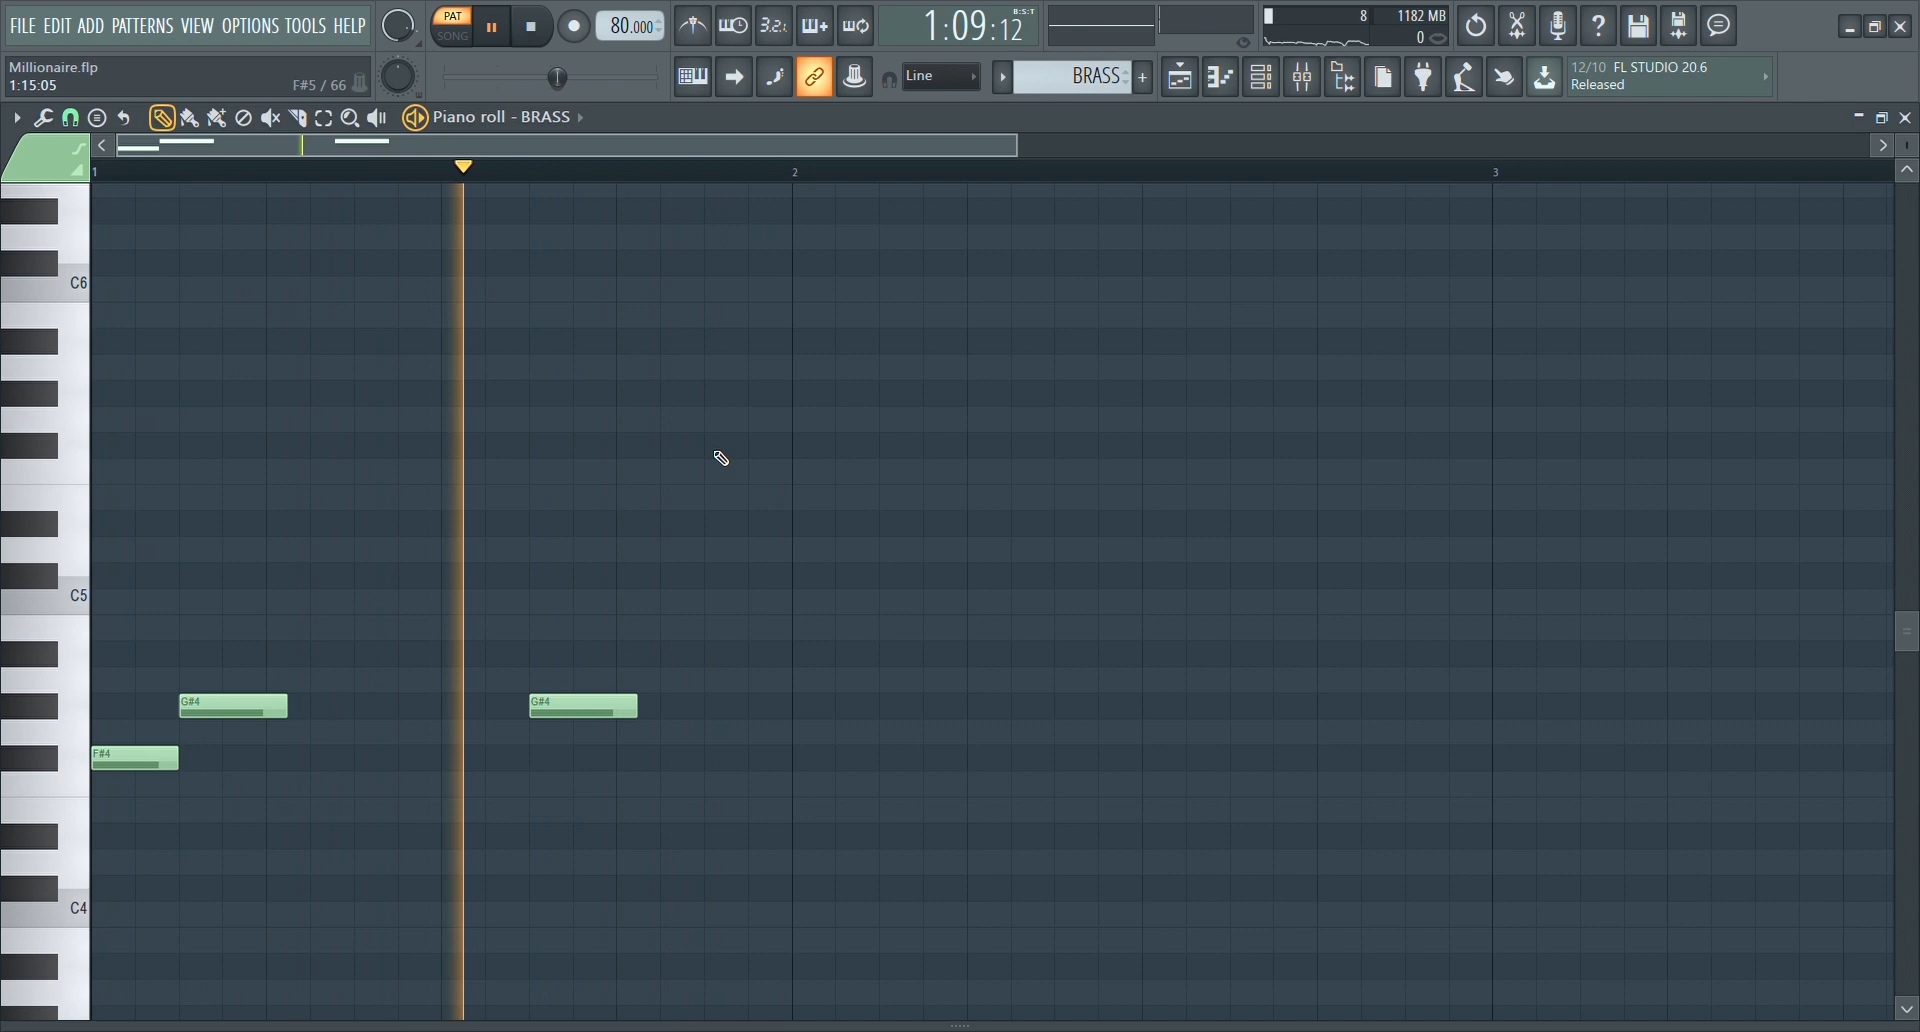 FILE EDIT ADD PATTERNS VIEW OPTIONS TOOLS HELP
PAT
SONG
80.000
3.2.
1:09:12
B:S:T
8
1182 MB
0
Millionaire.flp
1:15:05
F#5 / 66
Line
BRASS
12/10 FL STUDIO 20.6
Released
Piano roll - BRASS
1
2
3
C6
C5
G#4
G#4
F#4
C4